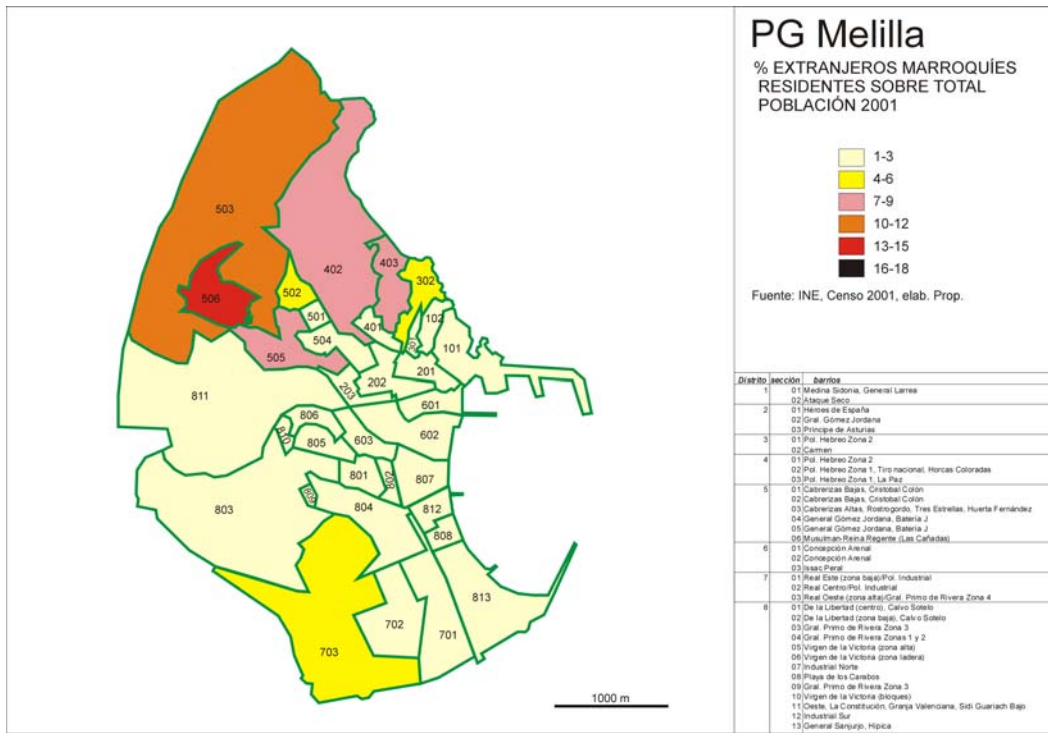 PG Melilla
% EXTRANJEROS MARROQUÍES
RESIDENTES SOBRE TOTAL
POBLACIÓN 2001
1-3
4-6
7-9
10-12
13-15
16-18
Fuente: INE, Censo 2001, elab. Prop.
503
506
502
402
403
302
501
504
401
102
101
505
201
202
203
601
811
602
806
810
805
603
801
802
807
803
804
812
808
813
702
701
703
1000 m
Distrito sección barrios
1 01 Medina Sidonia, General Larrea
02 Ataque Seco
2 01 Héroes de España
02 Gral. Gómez Jordana
03 Príncipe de Asturias
3 01 Pol. Hebreo Zona 2
02 Carmen
4 01 Pol. Hebreo Zona 2
02 Pol. Hebreo Zona 1, Tiro nacional, Horcas Coloradas
03 Pol. Hebreo Zona 1, La Paz
5 01 Cabrerizas Bajas, Cristobal Colón
02 Cabrerizas Bajas, Cristobal Colón
03 Cabrerizas Altas, Rostrogordo, Tres Estrellas, Huerta Fernández
04 General Gómez Jordana, Batería J
05 General Gómez Jordana, Batería J
06 Musulman-Reina Regente (Las Cañadas)
6 01 Concepción Arenal
02 Concepción Arenal
03 Issac Peral
7 01 Real Este (zona baja)/Pol. Industrial
02 Real Centro/Pol. Industrial
03 Real Oeste (zona alta)/Gral. Primo de Rivera Zona 4
8 01 De la Libertad (centro), Calvo Sotelo
02 De la Libertad (zona baja), Calvo Sotelo
03 Gral. Primo de Rivera Zona 3
04 Gral. Primo de Rivera Zonas 1 y 2
05 Virgen de la Victoria (zona alta)
06 Virgen de la Victoria (zona ladera)
07 Industrial Norte
08 Playa de los Carabos
09 Gral. Primo de Rivera Zona 3
10 Virgen de la Victoria (bloques)
11 Oeste, La Constitución, Granja Valenciana, Sidi Guariach Bajo
12 Industrial Sur
13 General Sanjurjo, Hípica